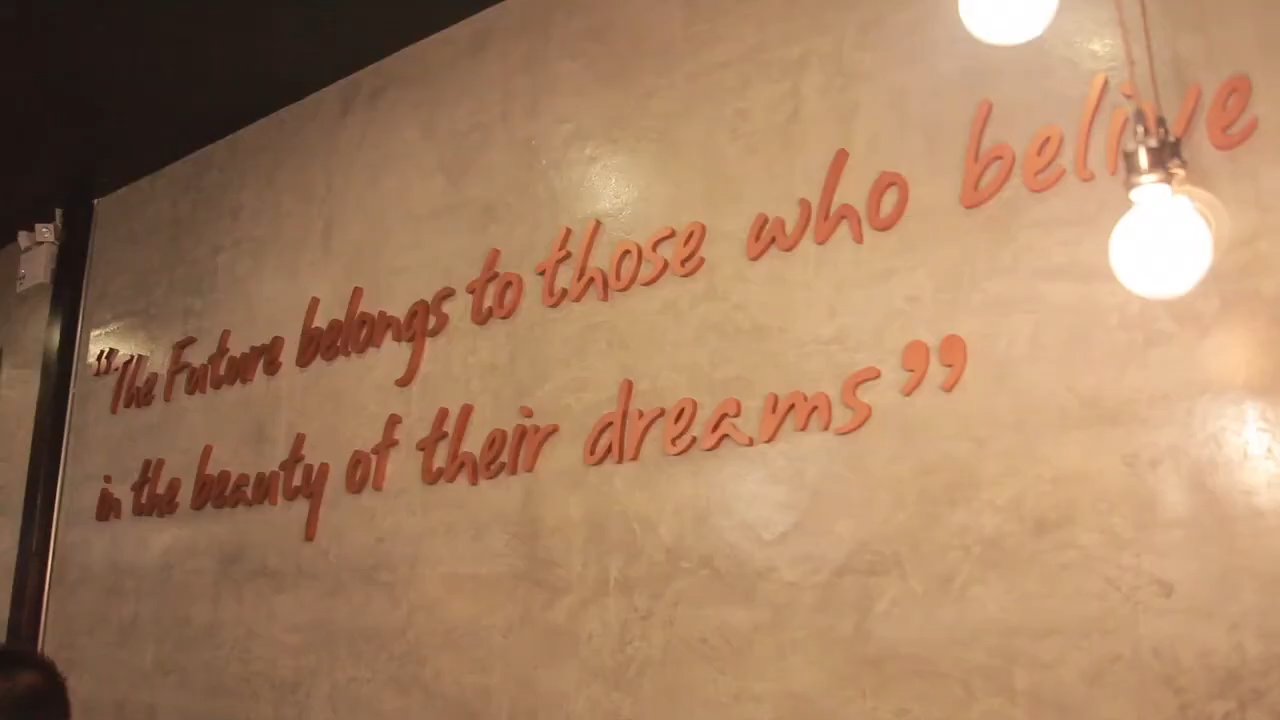 "The Future belongs to those who belive
in the beauty of their dreams”